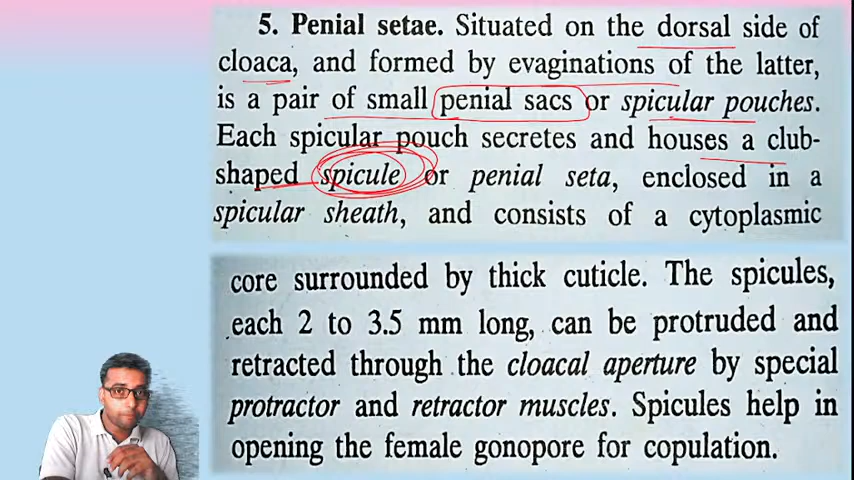 5. Penial setae. Situated on the dorsal side of
cloaca, and formed by evaginations of the latter,
is a pair of small penial sacs or spicular pouches.
Each spicular pouch secretes and houses a club-
shaped spicule or penial seta, enclosed in a
spicular sheath, and consists of a cytoplasmic
core surrounded by thick cuticle. The spicules,
each 2 to 3.5 mm long, can be protruded and
retracted through the cloacal aperture by special
protractor and retractor muscles. Spicules help in
opening the female gonopore for copulation.